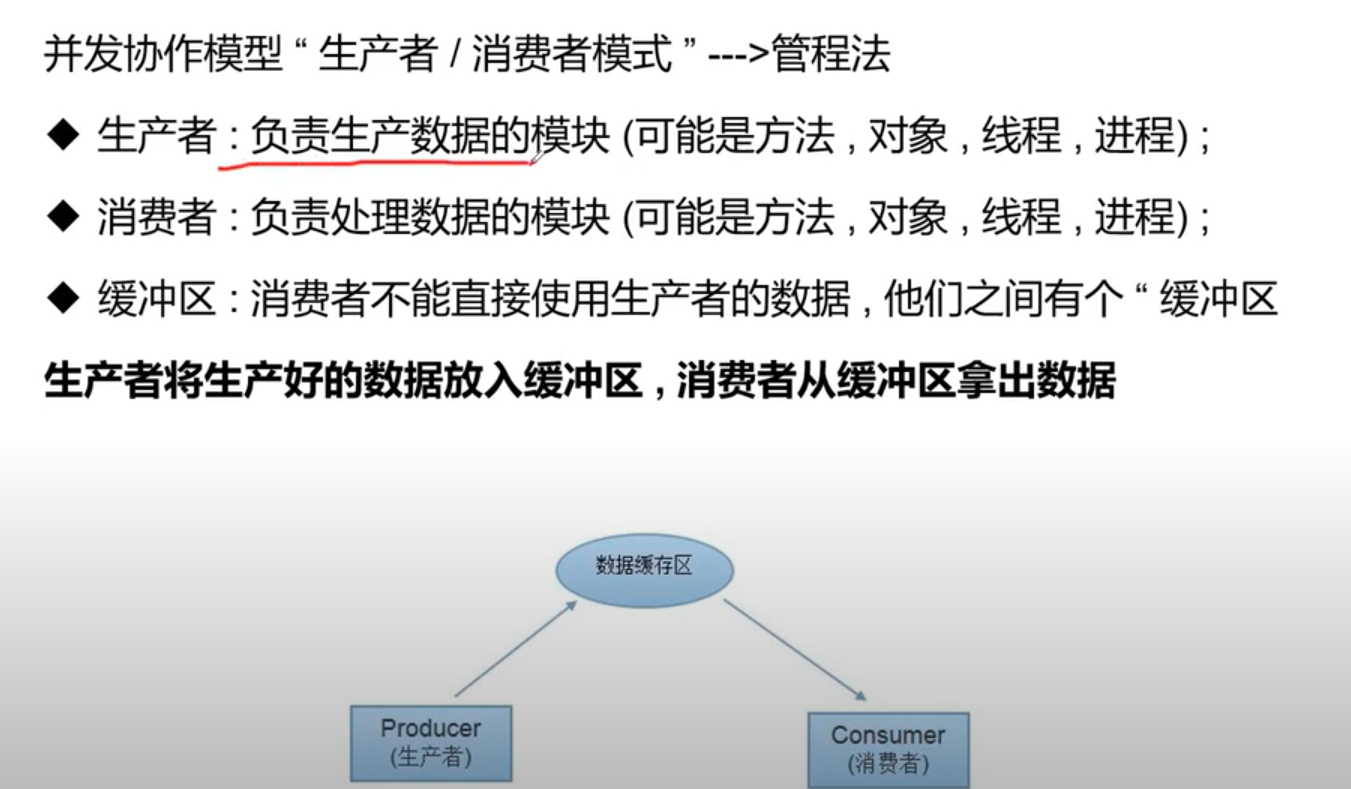 并发协作模型 “ 生产者 / 消费者模式 ” --->管程法
◆ 生产者 : 负责生产数据的模块 (可能是方法 , 对象 , 线程 , 进程) ;
◆ 消费者 : 负责处理数据的模块 (可能是方法 , 对象 , 线程 , 进程) ;
◆ 缓冲区 : 消费者不能直接使用生产者的数据 , 他们之间有个 “ 缓冲区
生产者将生产好的数据放入缓冲区 , 消费者从缓冲区拿出数据
数据缓存区
Producer
(生产者)
Consumer
(消费者)